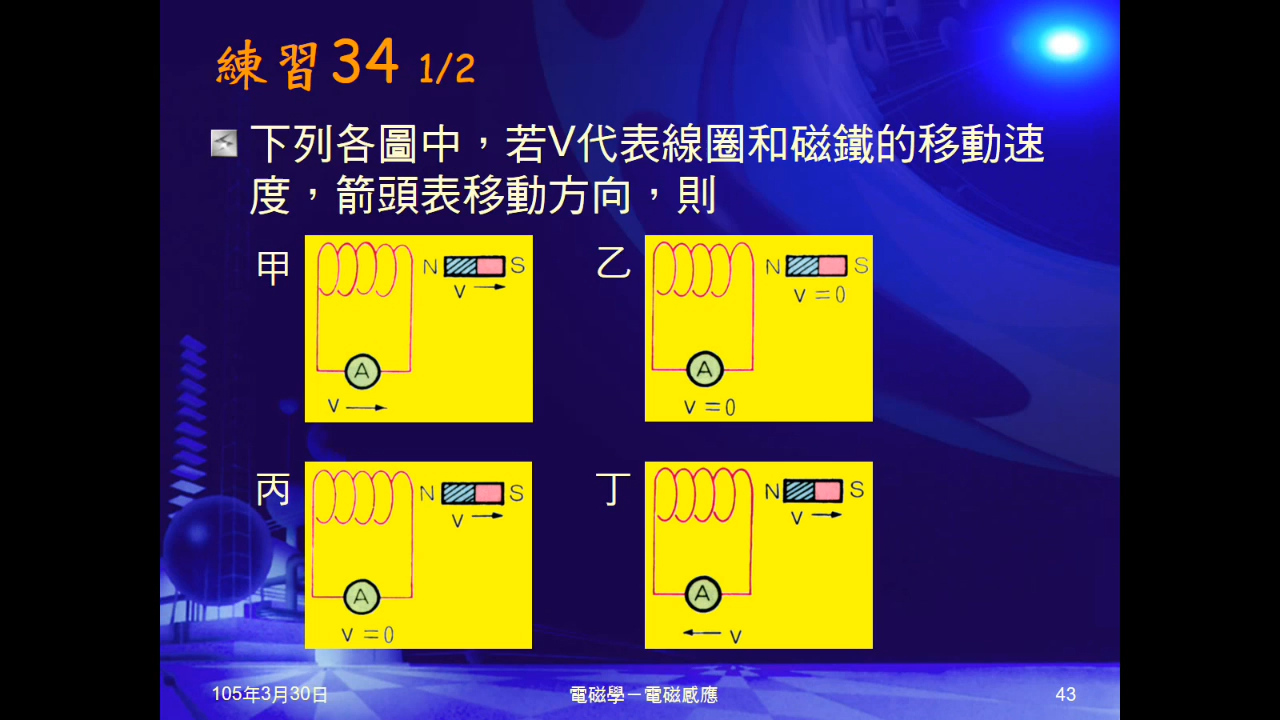 練習34 1/2
下列各圖中，若V代表線圈和磁鐵的移動速
度，箭頭表移動方向，則
甲
N S
V
A
V
乙
N S
V = 0
A
V = 0
丙
N S
V
A
V = 0
丁
N S
V
A
V
105年3月30日
電磁學－電磁感應
43